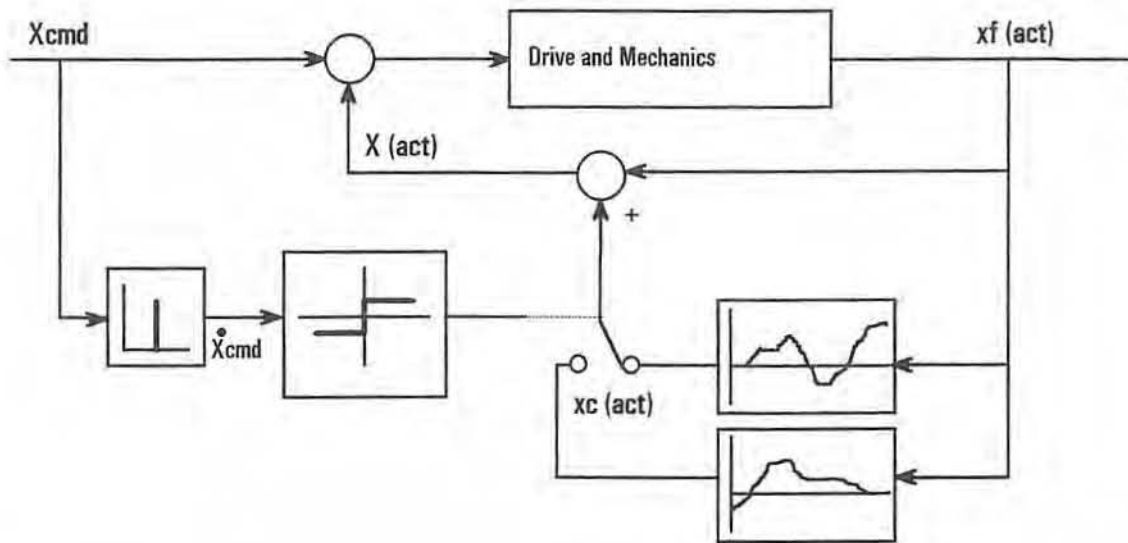 Xcmd
Drive and Mechanics
xf (act)
X (act)
+
Ẋcmd
xc (act)